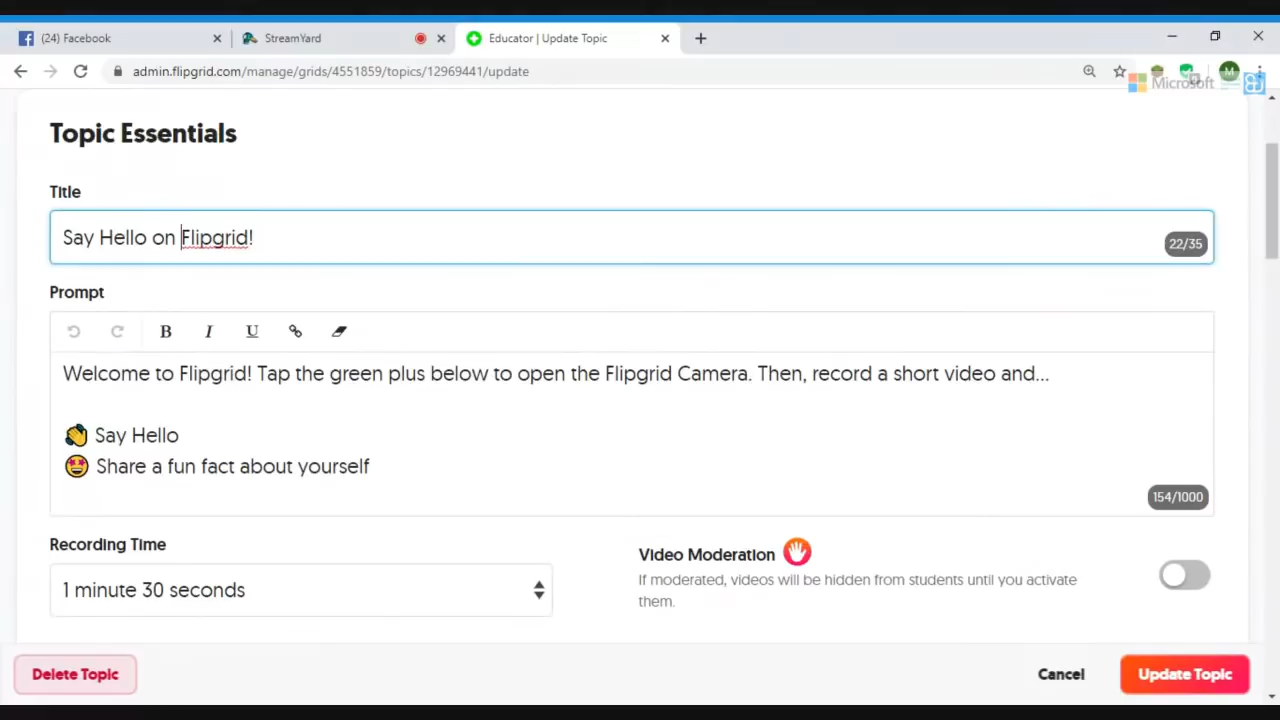 (24) Facebook
StreamYard
Educator | Update Topic
admin.flipgrid.com/manage/grids/4551859/topics/12969441/update
M
Microsoft
Topic Essentials
Title
Say Hello on Flipgrid!
22/35
Prompt
B I U
Welcome to Flipgrid! Tap the green plus below to open the Flipgrid Camera. Then, record a short video and...
👏 Say Hello
🤩 Share a fun fact about yourself
154/1000
Recording Time
1 minute 30 seconds
Video Moderation
If moderated, videos will be hidden from students until you activate
them.
Delete Topic
Cancel
Update Topic